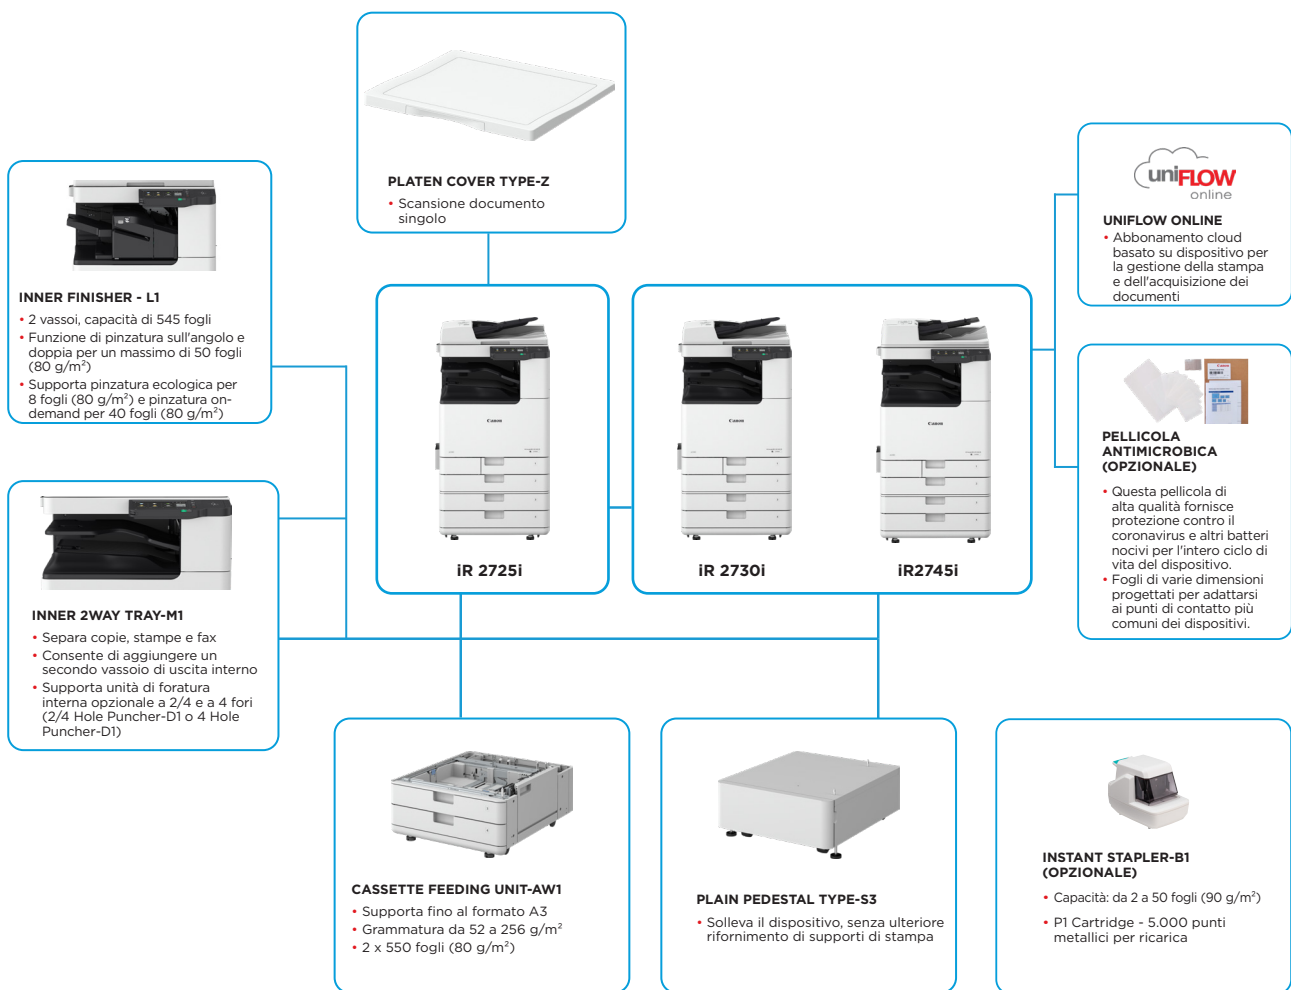 PLATEN COVER TYPE-Z
• Scansione documento
singolo
INNER FINISHER - L1
• 2 vassoi, capacità di 545 fogli
• Funzione di pinzatura sull'angolo e
doppia per un massimo di 50 fogli
(80 g/m²)
• Supporta pinzatura ecologica per
8 fogli (80 g/m²) e pinzatura on-
demand per 40 fogli (80 g/m²)
INNER 2WAY TRAY-M1
• Separa copie, stampe e fax
• Consente di aggiungere un
secondo vassoio di uscita interno
• Supporta unità di foratura
interna opzionale a 2/4 e a 4 fori
(2/4 Hole Puncher-D1 o 4 Hole
Puncher-D1)
Canon
iR 2725i
Canon
iR 2730i
Canon
iR2745i
uniFLOW
online
UNIFLOW ONLINE
• Abbonamento cloud
basato su dispositivo per
la gestione della stampa
e dell'acquisizione dei
documenti
Canon
PELLICOLA
ANTIMICROBICA
(OPZIONALE)
• Questa pellicola di
alta qualità fornisce
protezione contro il
coronavirus e altri batteri
nocivi per l'intero ciclo di
vita del dispositivo.
• Fogli di varie dimensioni
progettati per adattarsi
ai punti di contatto più
comuni dei dispositivi.
CASSETTE FEEDING UNIT-AW1
• Supporta fino al formato A3
• Grammatura da 52 a 256 g/m²
• 2 x 550 fogli (80 g/m²)
PLAIN PEDESTAL TYPE-S3
• Solleva il dispositivo, senza ulteriore
rifornimento di supporti di stampa
INSTANT STAPLER-B1
(OPZIONALE)
• Capacità: da 2 a 50 fogli (90 g/m²)
• P1 Cartridge - 5.000 punti
metallici per ricarica